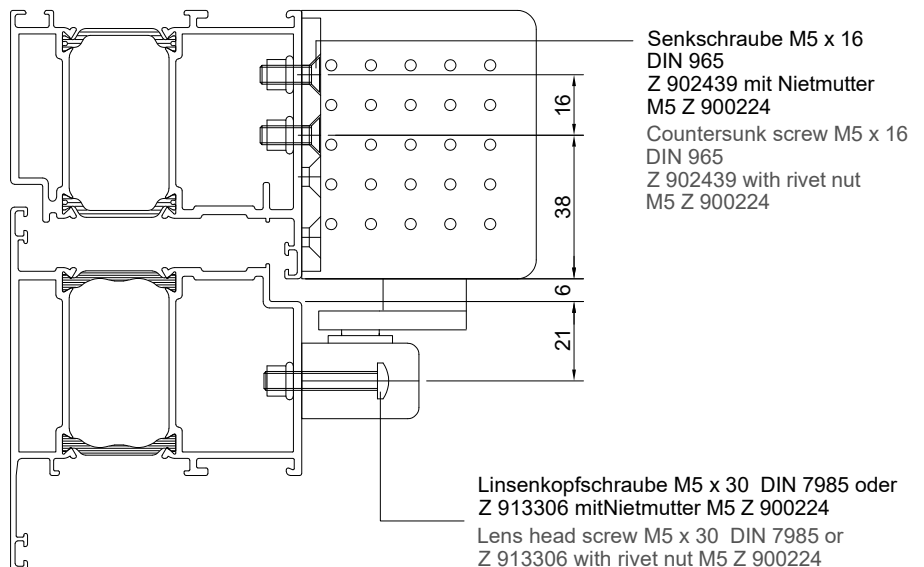 Senkschraube M5 x 16
DIN 965
Z 902439 mit Nietmutter
M5 Z 900224
Countersunk screw M5 x 16
DIN 965
Z 902439 with rivet nut
M5 Z 900224
16
38
6
21
Linsenkopfschraube M5 x 30 DIN 7985 oder
Z 913306 mitNietmutter M5 Z 900224
Lens head screw M5 x 30 DIN 7985 or
Z 913306 with rivet nut M5 Z 900224